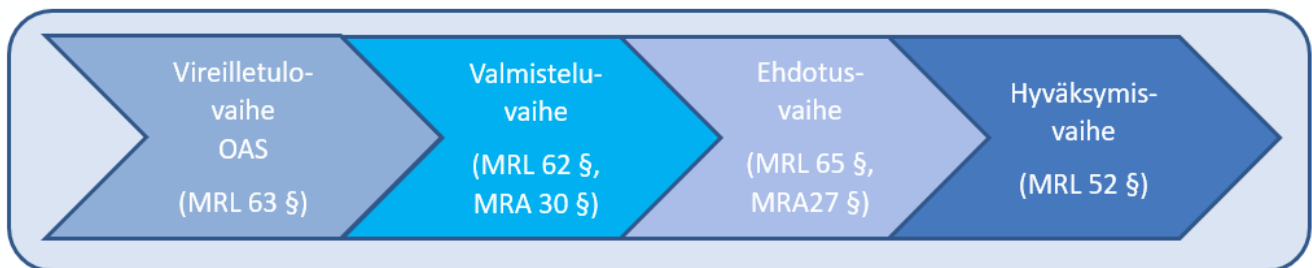 Vireilletulo-
vaihe
OAS
(MRL 63 §)
Valmistelu-
vaihe
(MRL 62 §,
MRA 30 §)
Ehdotus-
vaihe
(MRL 65 §,
MRA27 §)
Hyväksymis-
vaihe
(MRL 52 §)